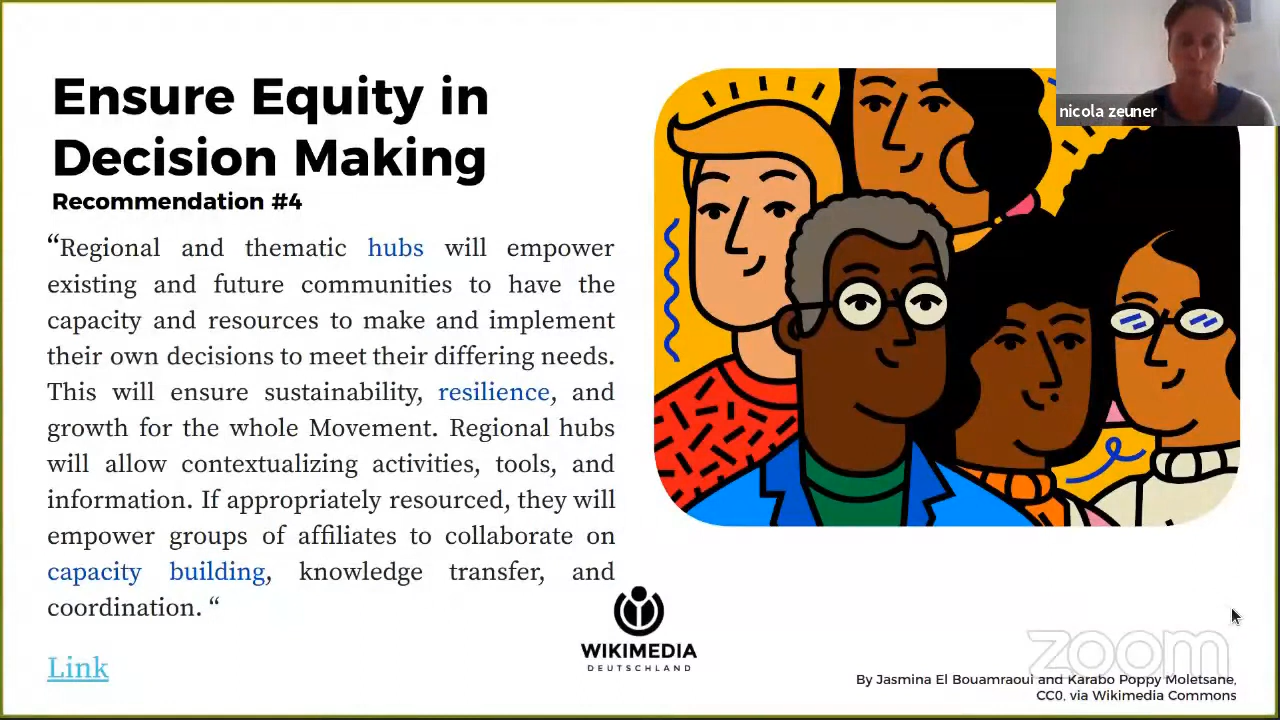 Ensure Equity in
Decision Making
Recommendation #4
“Regional and thematic hubs will empower
existing and future communities to have the
capacity and resources to make and implement
their own decisions to meet their differing needs.
This will ensure sustainability, resilience, and
growth for the whole Movement. Regional hubs
will allow contextualizing activities, tools, and
information. If appropriately resourced, they will
empower groups of affiliates to collaborate on
capacity building, knowledge transfer, and
coordination. “
Link
WIKIMEDIA
DEUTSCHLAND
nicola zeuner
zoom
By Jasmina El Bouamraoui and Karabo Poppy Moletsane,
CC0, via Wikimedia Commons